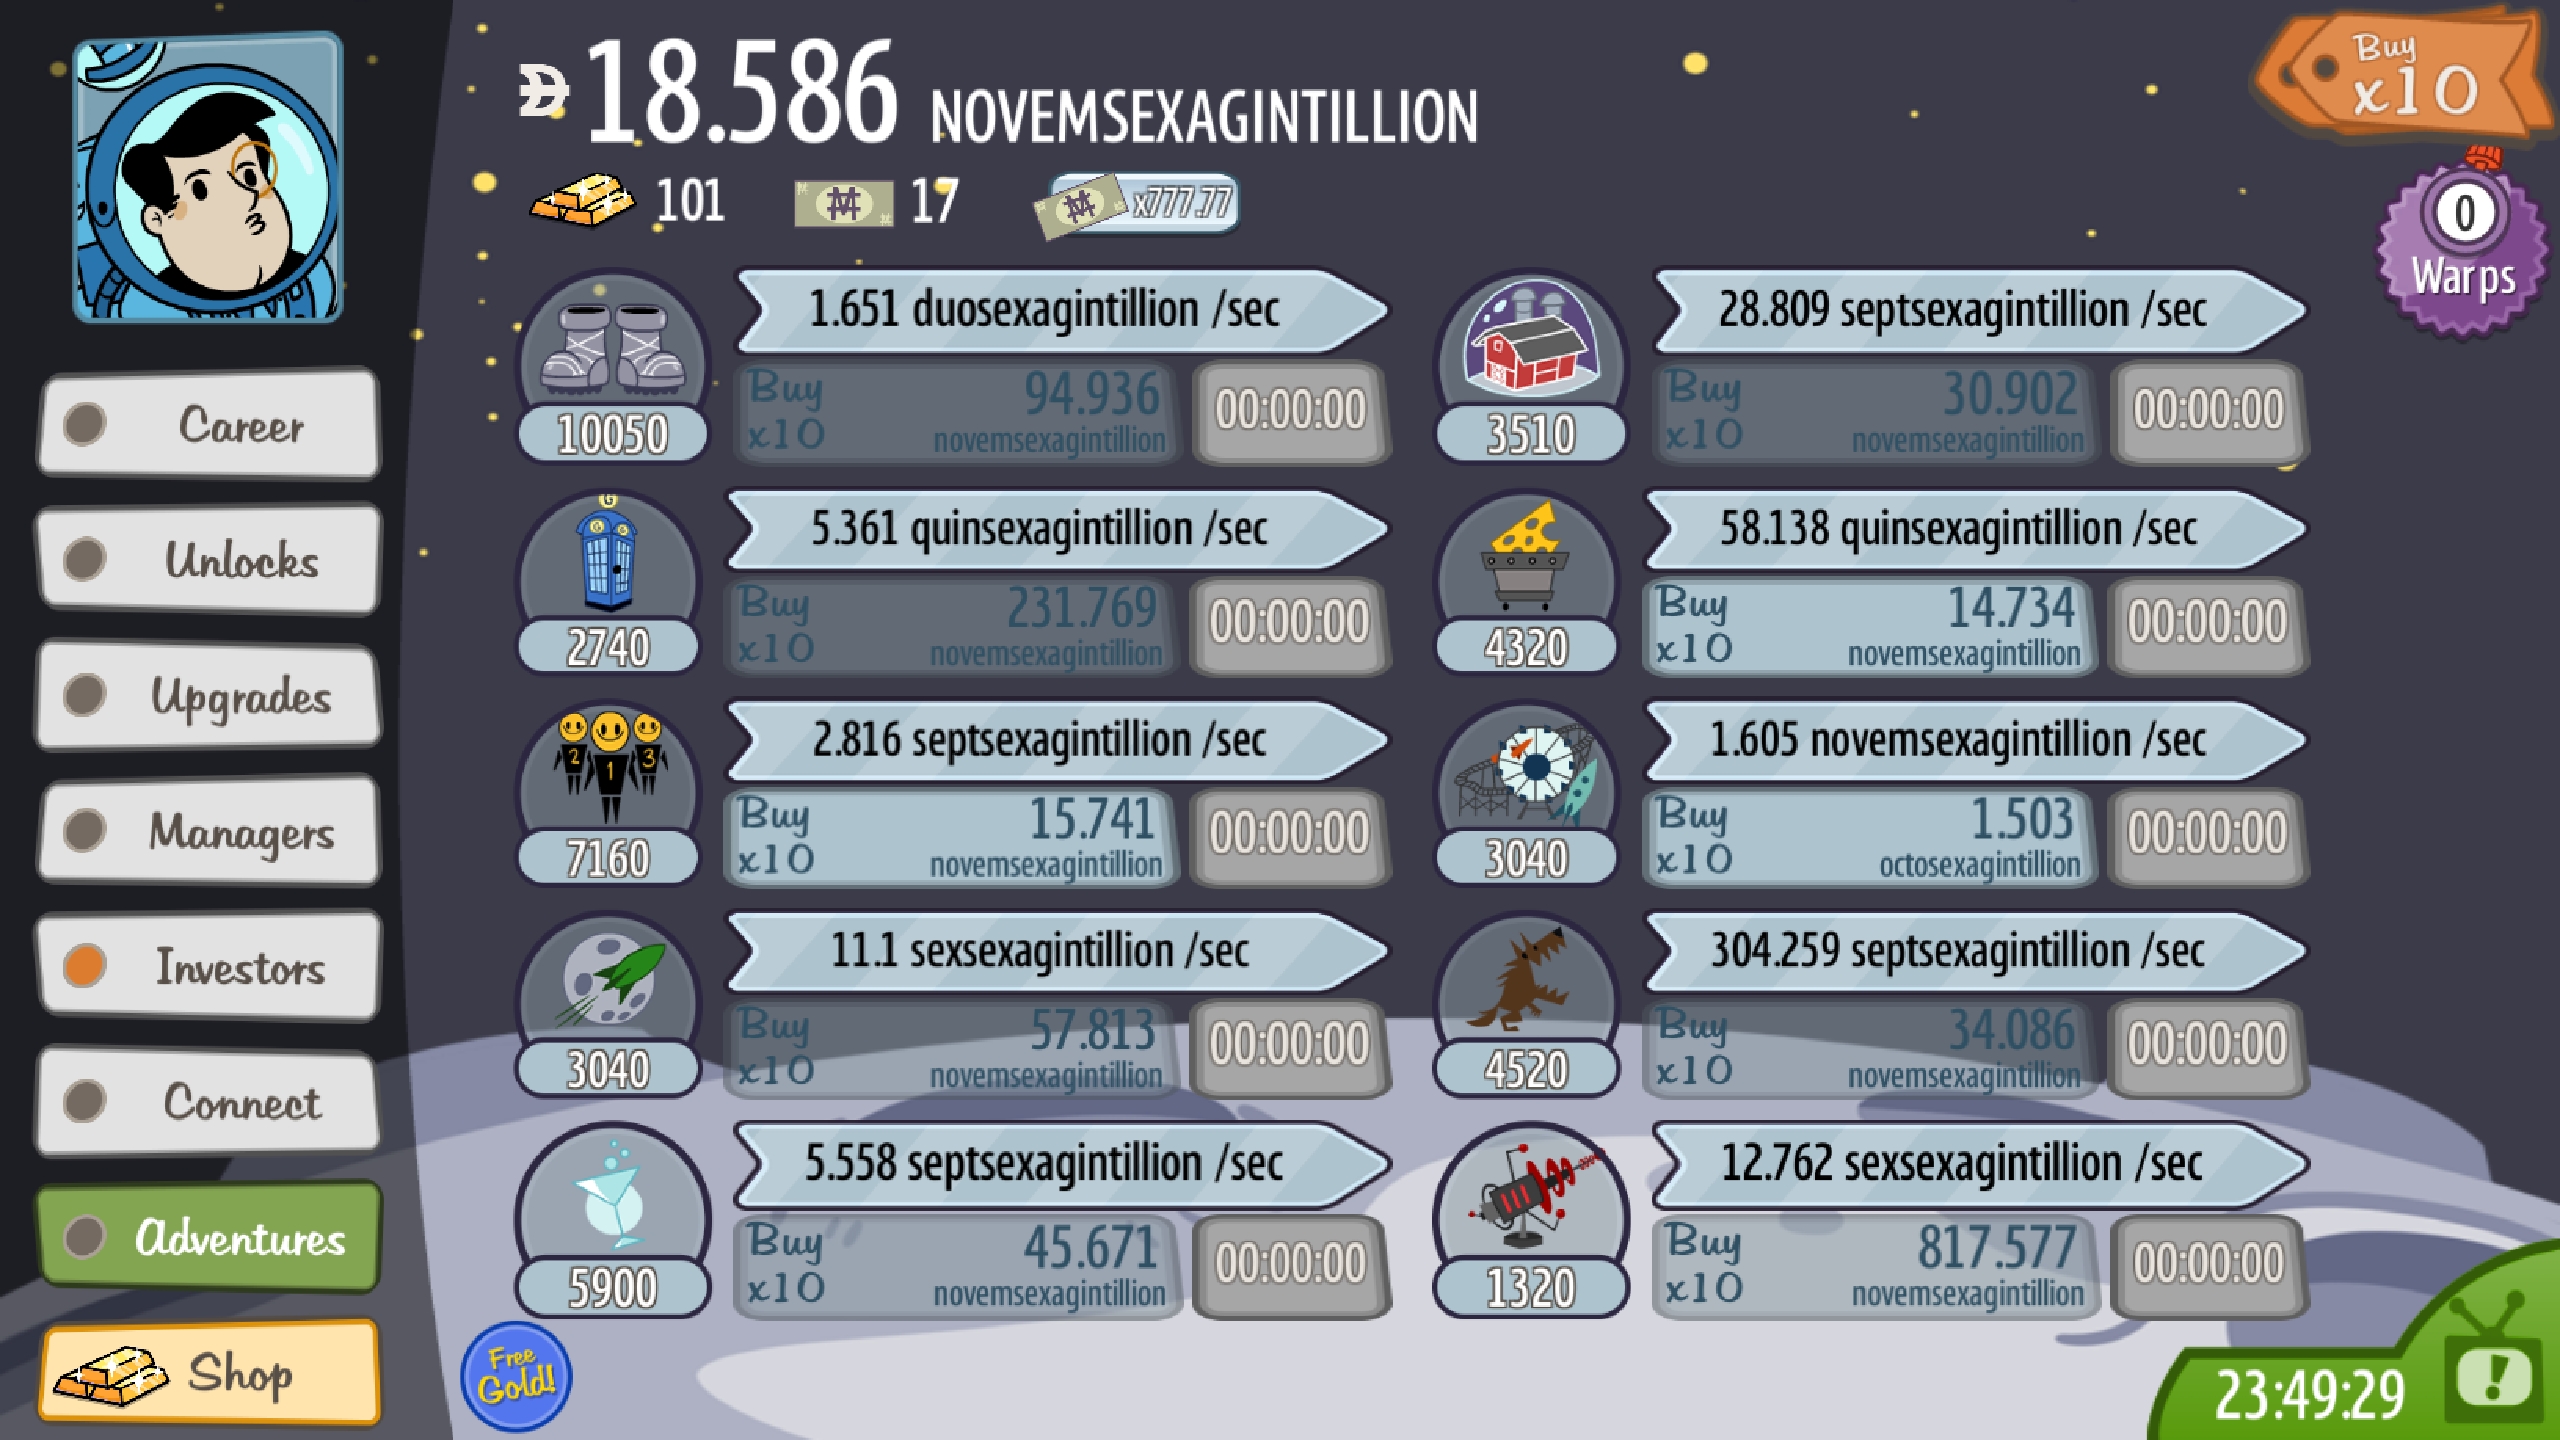 18.586 NOVEMSEXAGINTILLION
Buy
x10
101
17
x777.77
0
Warps
Career
Unlocks
Upgrades
Managers
Investors
Connect
Adventures
Shop
1.651 duosexagintillion /sec
10050
Buy
x10
94.936
novemsexagintillion
00:00:00
28.809 septsexagintillion /sec
3510
Buy
x10
30.902
novemsexagintillion
00:00:00
G
G G
5.361 quinsexagintillion /sec
2740
Buy
x10
231.769
novemsexagintillion
00:00:00
58.138 quinsexagintillion /sec
4320
Buy
x10
14.734
novemsexagintillion
00:00:00
2 1 3
2.816 septsexagintillion /sec
7160
Buy
x10
15.741
novemsexagintillion
00:00:00
1.605 novemsexagintillion /sec
3040
Buy
x10
1.503
octosexagintillion
00:00:00
11.1 sexsexagintillion /sec
3040
Buy
x10
57.813
novemsexagintillion
00:00:00
304.259 septsexagintillion /sec
4520
Buy
x10
34.086
novemsexagintillion
00:00:00
5.558 septsexagintillion /sec
5900
Buy
x10
45.671
novemsexagintillion
00:00:00
12.762 sexsexagintillion /sec
1320
Buy
x10
817.577
novemsexagintillion
00:00:00
Free
Gold!
23:49:29
!